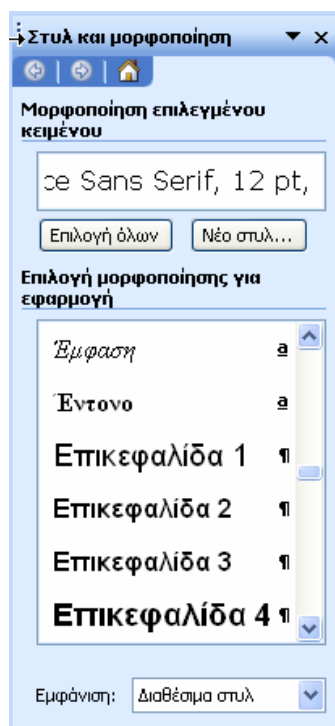 Στυλ και μορφοποίηση
Μορφοποίηση επιλεγμένου
κειμένου
ce Sans Serif, 12 pt,
Επιλογή όλων
Νέο στυλ...
Επιλογή μορφοποίησης για
εφαρμογή
Έμφαση a
Έντονο a
Επικεφαλίδα 1 ¶
Επικεφαλίδα 2 ¶
Επικεφαλίδα 3 ¶
Επικεφαλίδα 4 ¶
Εμφάνιση: Διαθέσιμα στυλ